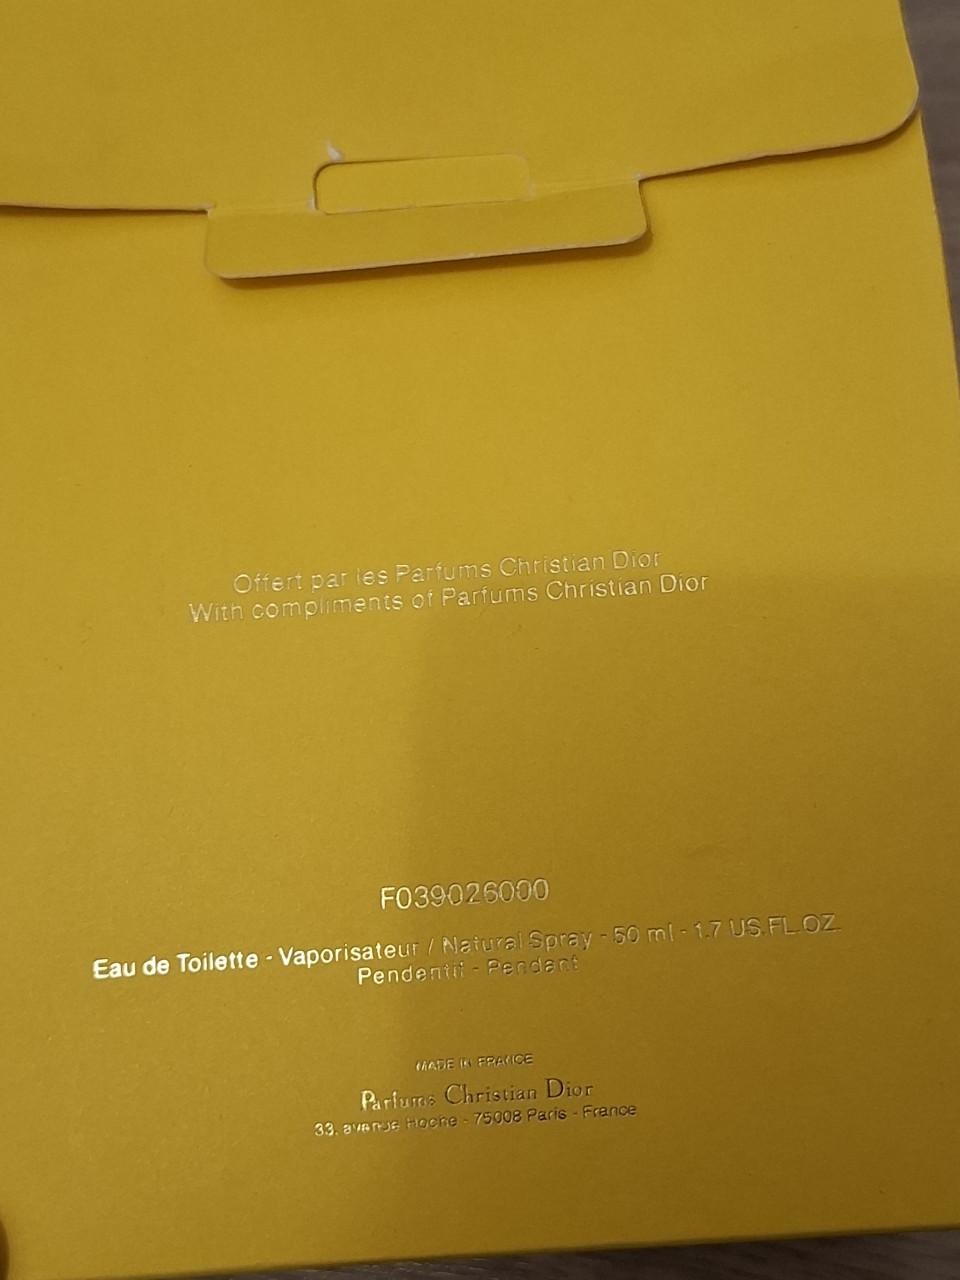 Offert par les Parfums Christian Dior
With compliments of Parfums Christian Dior
F039026000
Eau de Toilette - Vaporisateur / Natural Spray - 50 ml - 1.7 US.FL.OZ.
Pendentif - Pendant
MADE IN FRANCE
Parfums Christian Dior
33, avenue Hoche - 75008 Paris - France